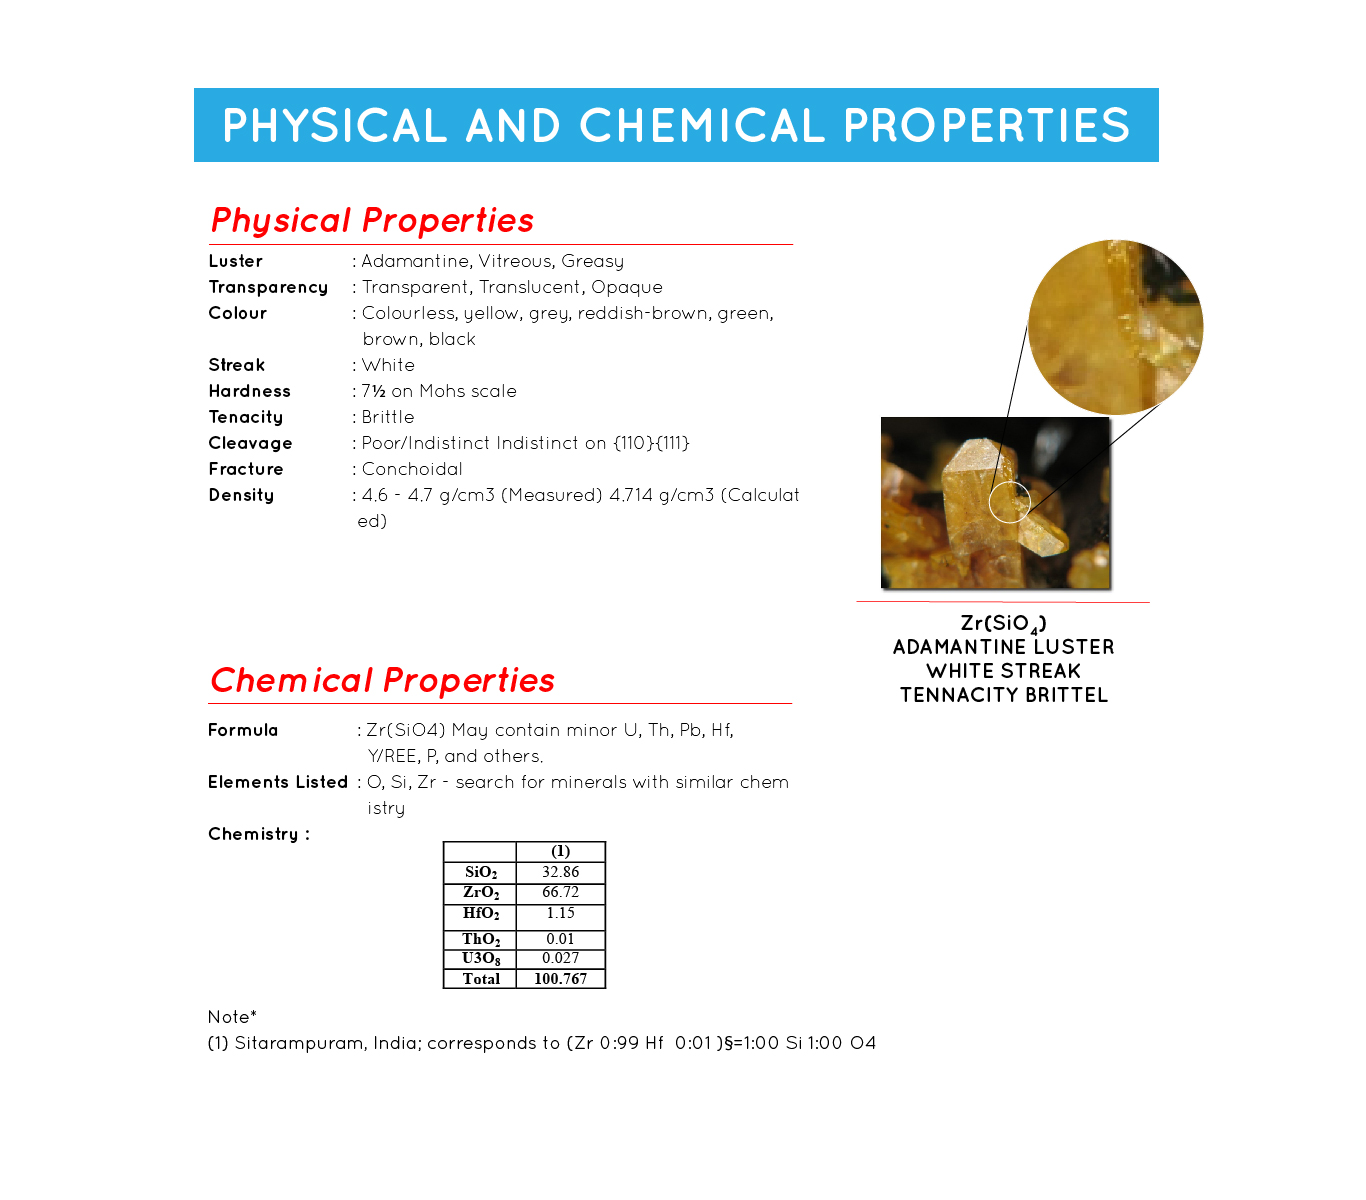 PHYSICAL AND CHEMICAL PROPERTIES
Physical Properties
Luster : Adamantine, Vitreous, Greasy
Transparency : Transparent, Translucent, Opaque
Colour : Colourless, yellow, grey, reddish-brown, green,
brown, black
Streak : White
Hardness : 7½ on Mohs scale
Tenacity : Brittle
Cleavage : Poor/Indistinct Indistinct on {110}{111}
Fracture : Conchoidal
Density : 4.6 - 4.7 g/cm3 (Measured) 4.714 g/cm3 (Calculat
ed)
Zr(SiO₄)
ADAMANTINE LUSTER
WHITE STREAK
TENNACITY BRITTEL
Chemical Properties
Formula : Zr(SiO4) May contain minor U, Th, Pb, Hf,
Y/REE, P, and others.
Elements Listed : O, Si, Zr - search for minerals with similar chem
istry
Chemistry :
(1)
SiO₂ 32.86
ZrO₂ 66.72
HfO₂ 1.15
ThO₂ 0.01
U3O₈ 0.027
Total 100.767
Note*
(1) Sitarampuram, India; corresponds to (Zr 0:99 Hf 0:01 )§=1:00 Si 1:00 O4